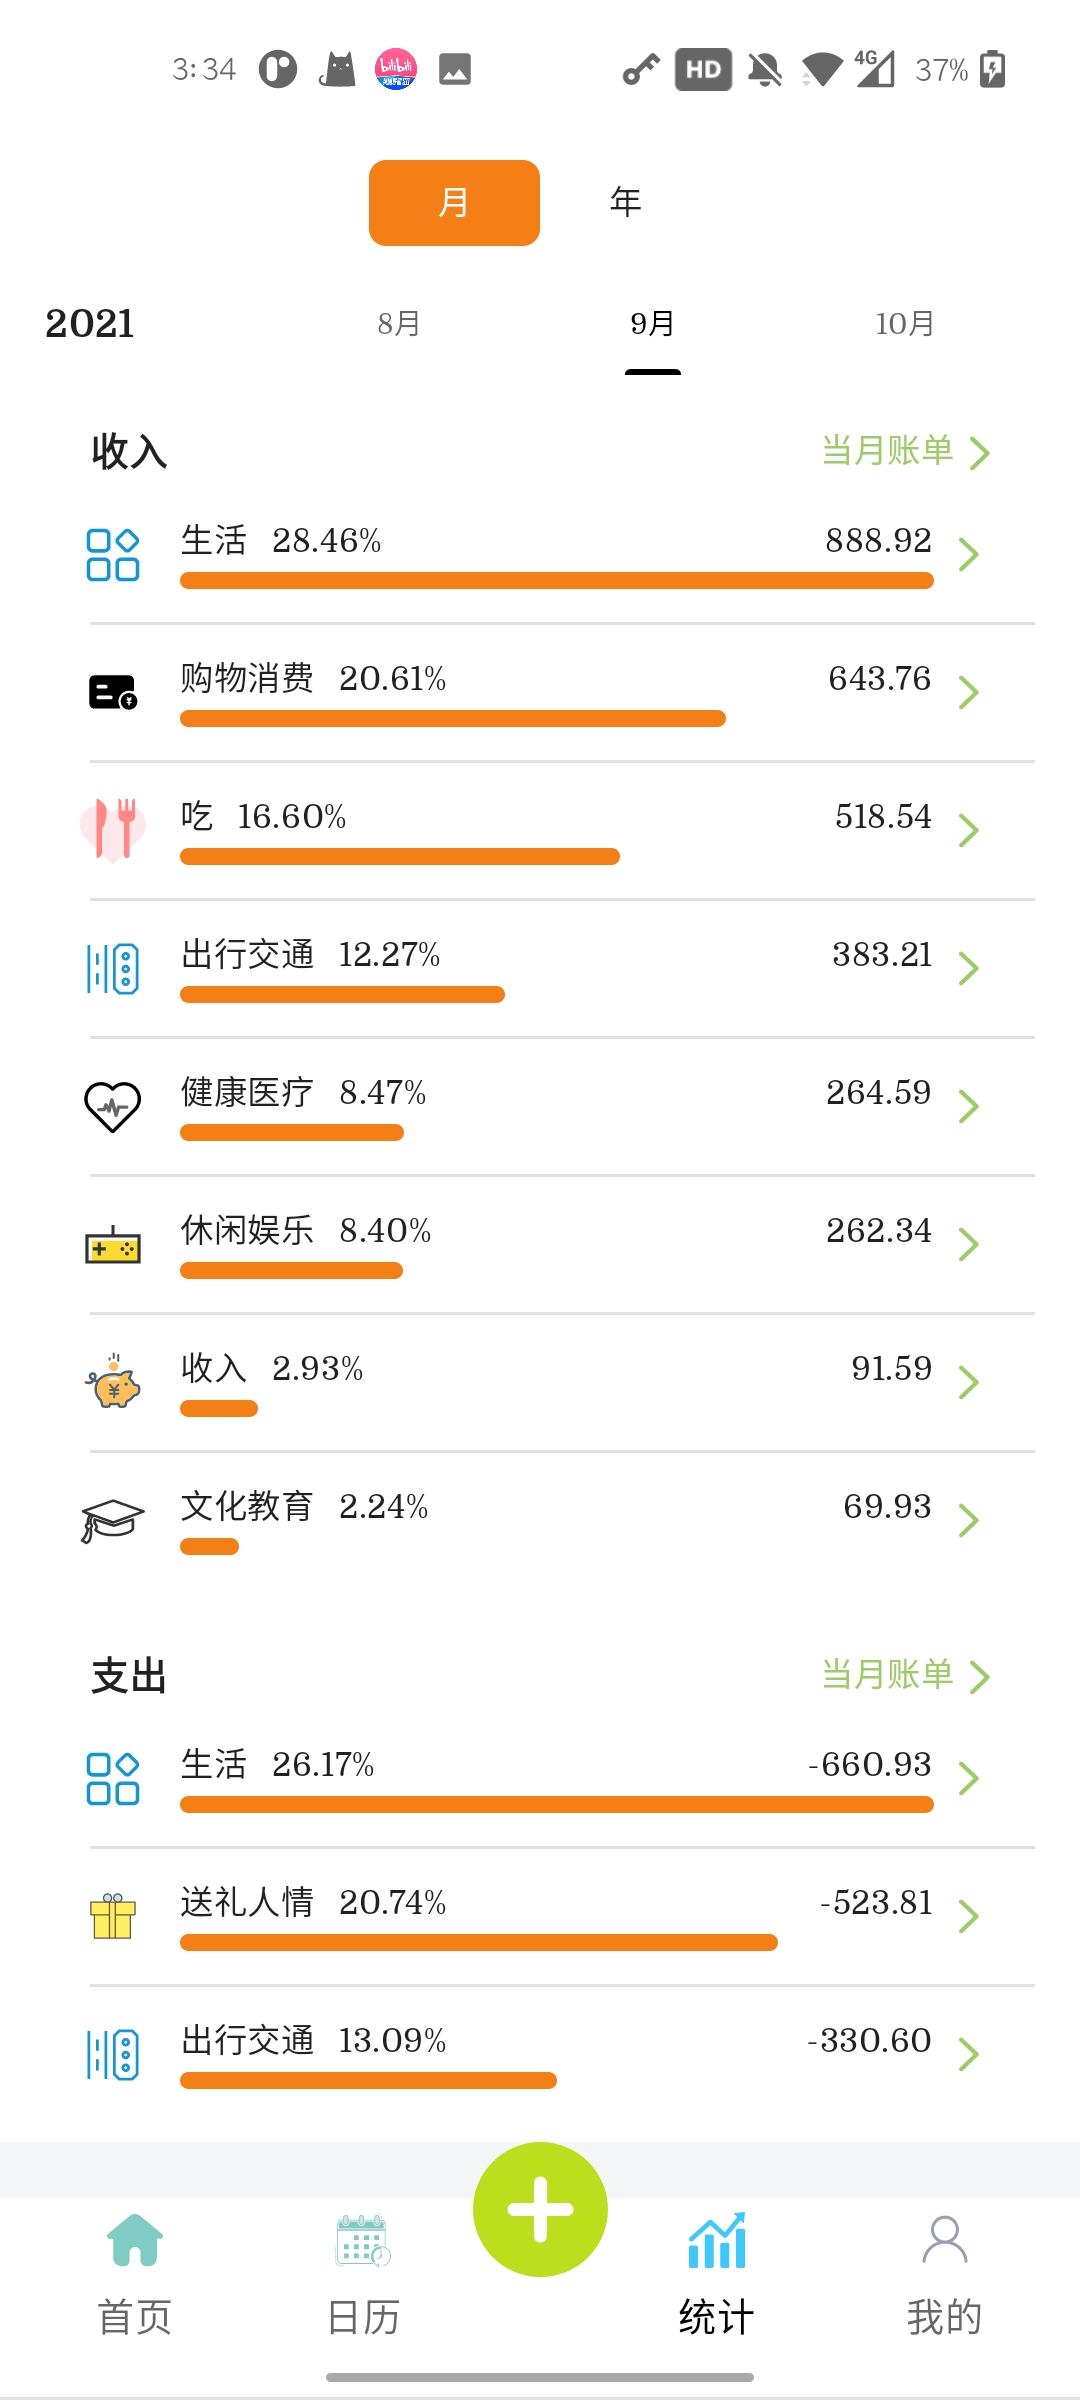 3:34 bilibili HD 4G 37%
月 年
2021 8月 9月 10月
收入 当月账单
生活 28.46% 888.92
购物消费 20.61% 643.76
吃 16.60% 518.54
出行交通 12.27% 383.21
健康医疗 8.47% 264.59
休闲娱乐 8.40% 262.34
收入 2.93% 91.59
文化教育 2.24% 69.93
支出 当月账单
生活 26.17% -660.93
送礼人情 20.74% -523.81
出行交通 13.09% -330.60
首页 日历 统计 我的